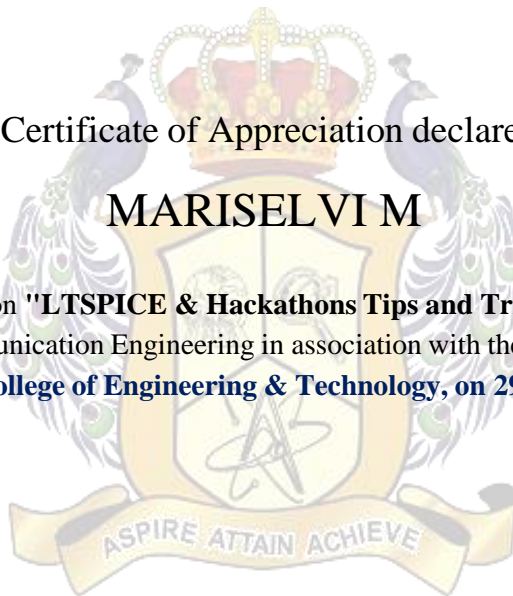 Certificate of Appreciation declare
MARISELVI M
on "LTSPICE & Hackathons Tips and Tr
unication Engineering in association with the
ollege of Engineering & Technology, on 29
ASPIRE ATTAIN ACHIEVE